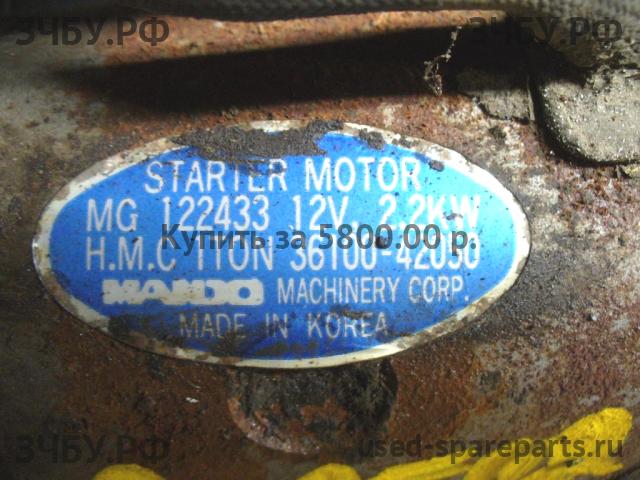 ЗЧБУ.РФ ЗЧБУ.РФ
STARTER MOTOR
MG 122433 12V, 2.2KW
Купить за 5800.00 р.
H.M.C 1TON 36100-42050
MANDO MACHINERY CORP.
MADE IN KOREA
ЗЧБУ.РФ used-spareparts.ru